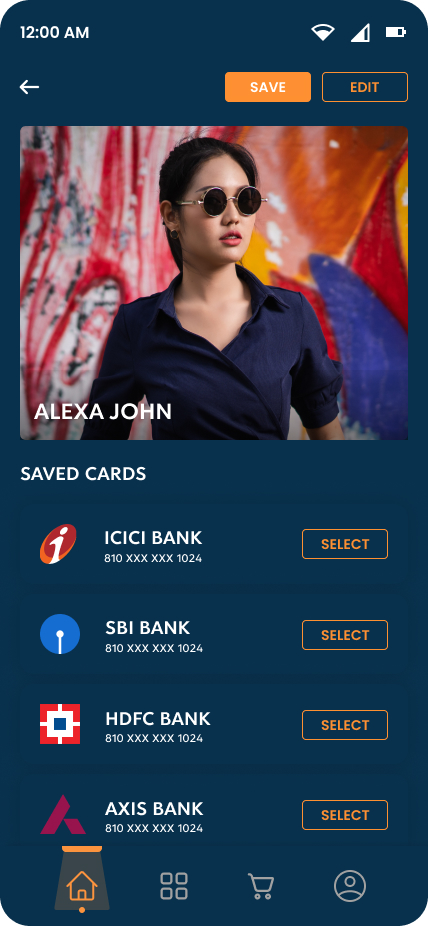 12:00 AM
SAVE EDIT
ALEXA JOHN
SAVED CARDS
ICICI BANK
810 XXX XXX 1024
SELECT
SBI BANK
810 XXX XXX 1024
SELECT
HDFC BANK
810 XXX XXX 1024
SELECT
AXIS BANK
810 XXX XXX 1024
SELECT